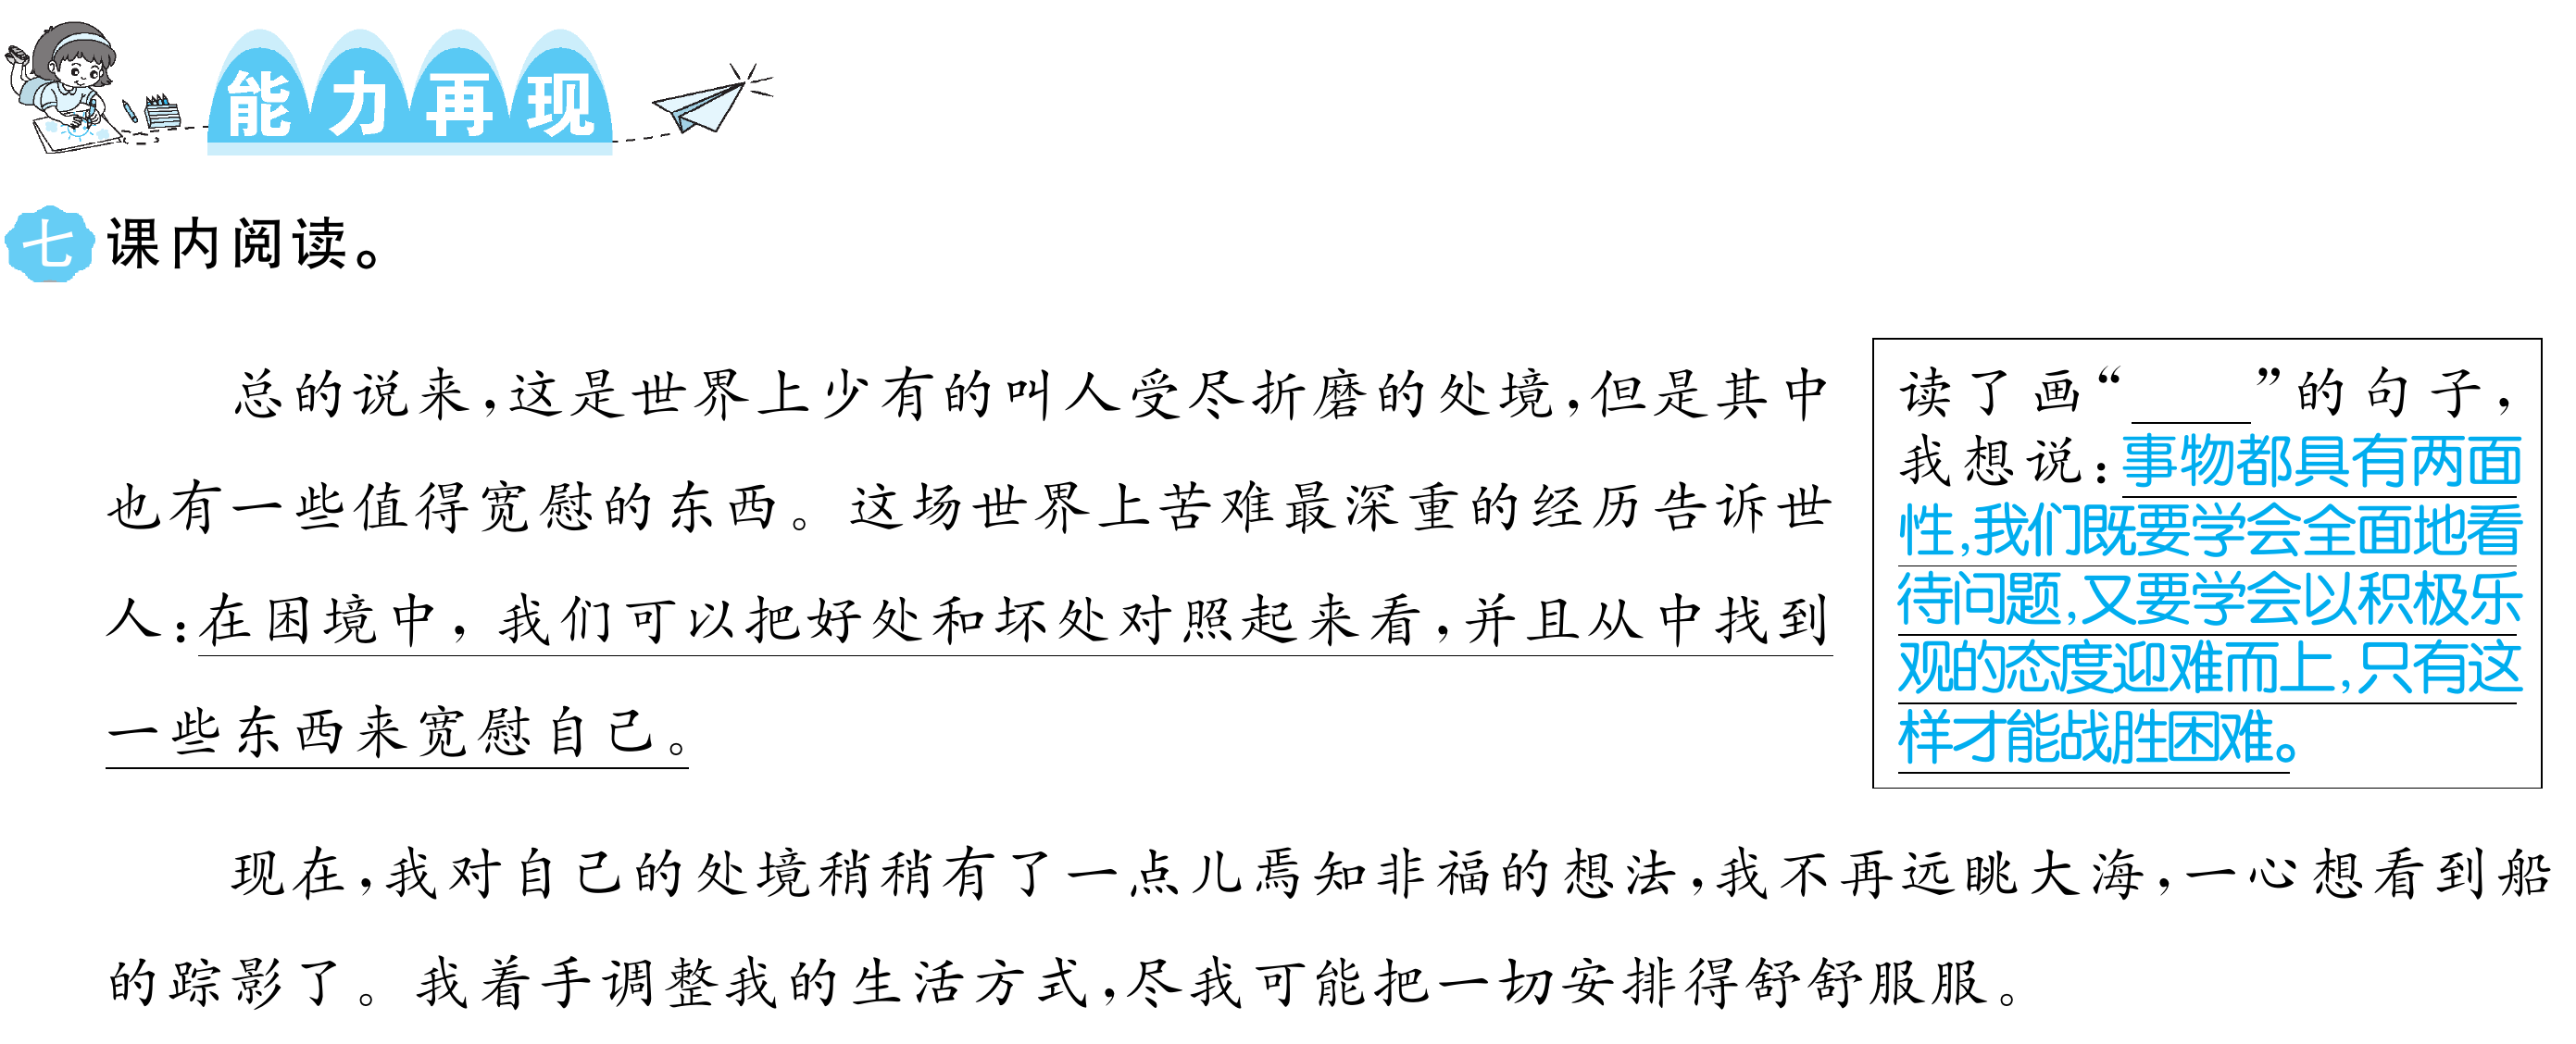 能力再现
七 课内阅读。
总的说来,这是世界上少有的叫人受尽折磨的处境,但是其中
也有一些值得宽慰的东西。这场世界上苦难最深重的经历告诉世
人:在困境中,我们可以把好处和坏处对照起来看,并且从中找到
一些东西来宽慰自己。
读了画“____”的句子,
我想说:事物都具有两面
性,我们既要学会全面地看
待问题,又要学会以积极乐
观的态度迎难而上,只有这
样才能战胜困难。
现在,我对自己的处境稍稍有了一点儿焉知非福的想法,我不再远眺大海,一心想看到船
的踪影了。我着手调整我的生活方式,尽我可能把一切安排得舒舒服服。